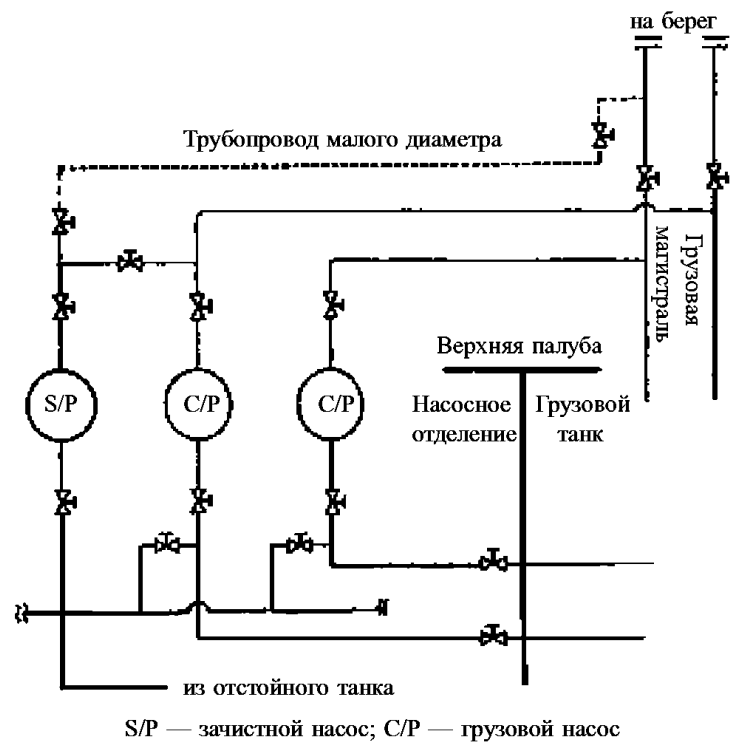 на берег
Трубопровод малого диаметра
Грузовая
магистраль
Верхняя палуба
S/P
C/P
C/P
Насосное
отделение
Грузовой
танк
из отстойного танка
S/P — зачистной насос; C/P — грузовой насос